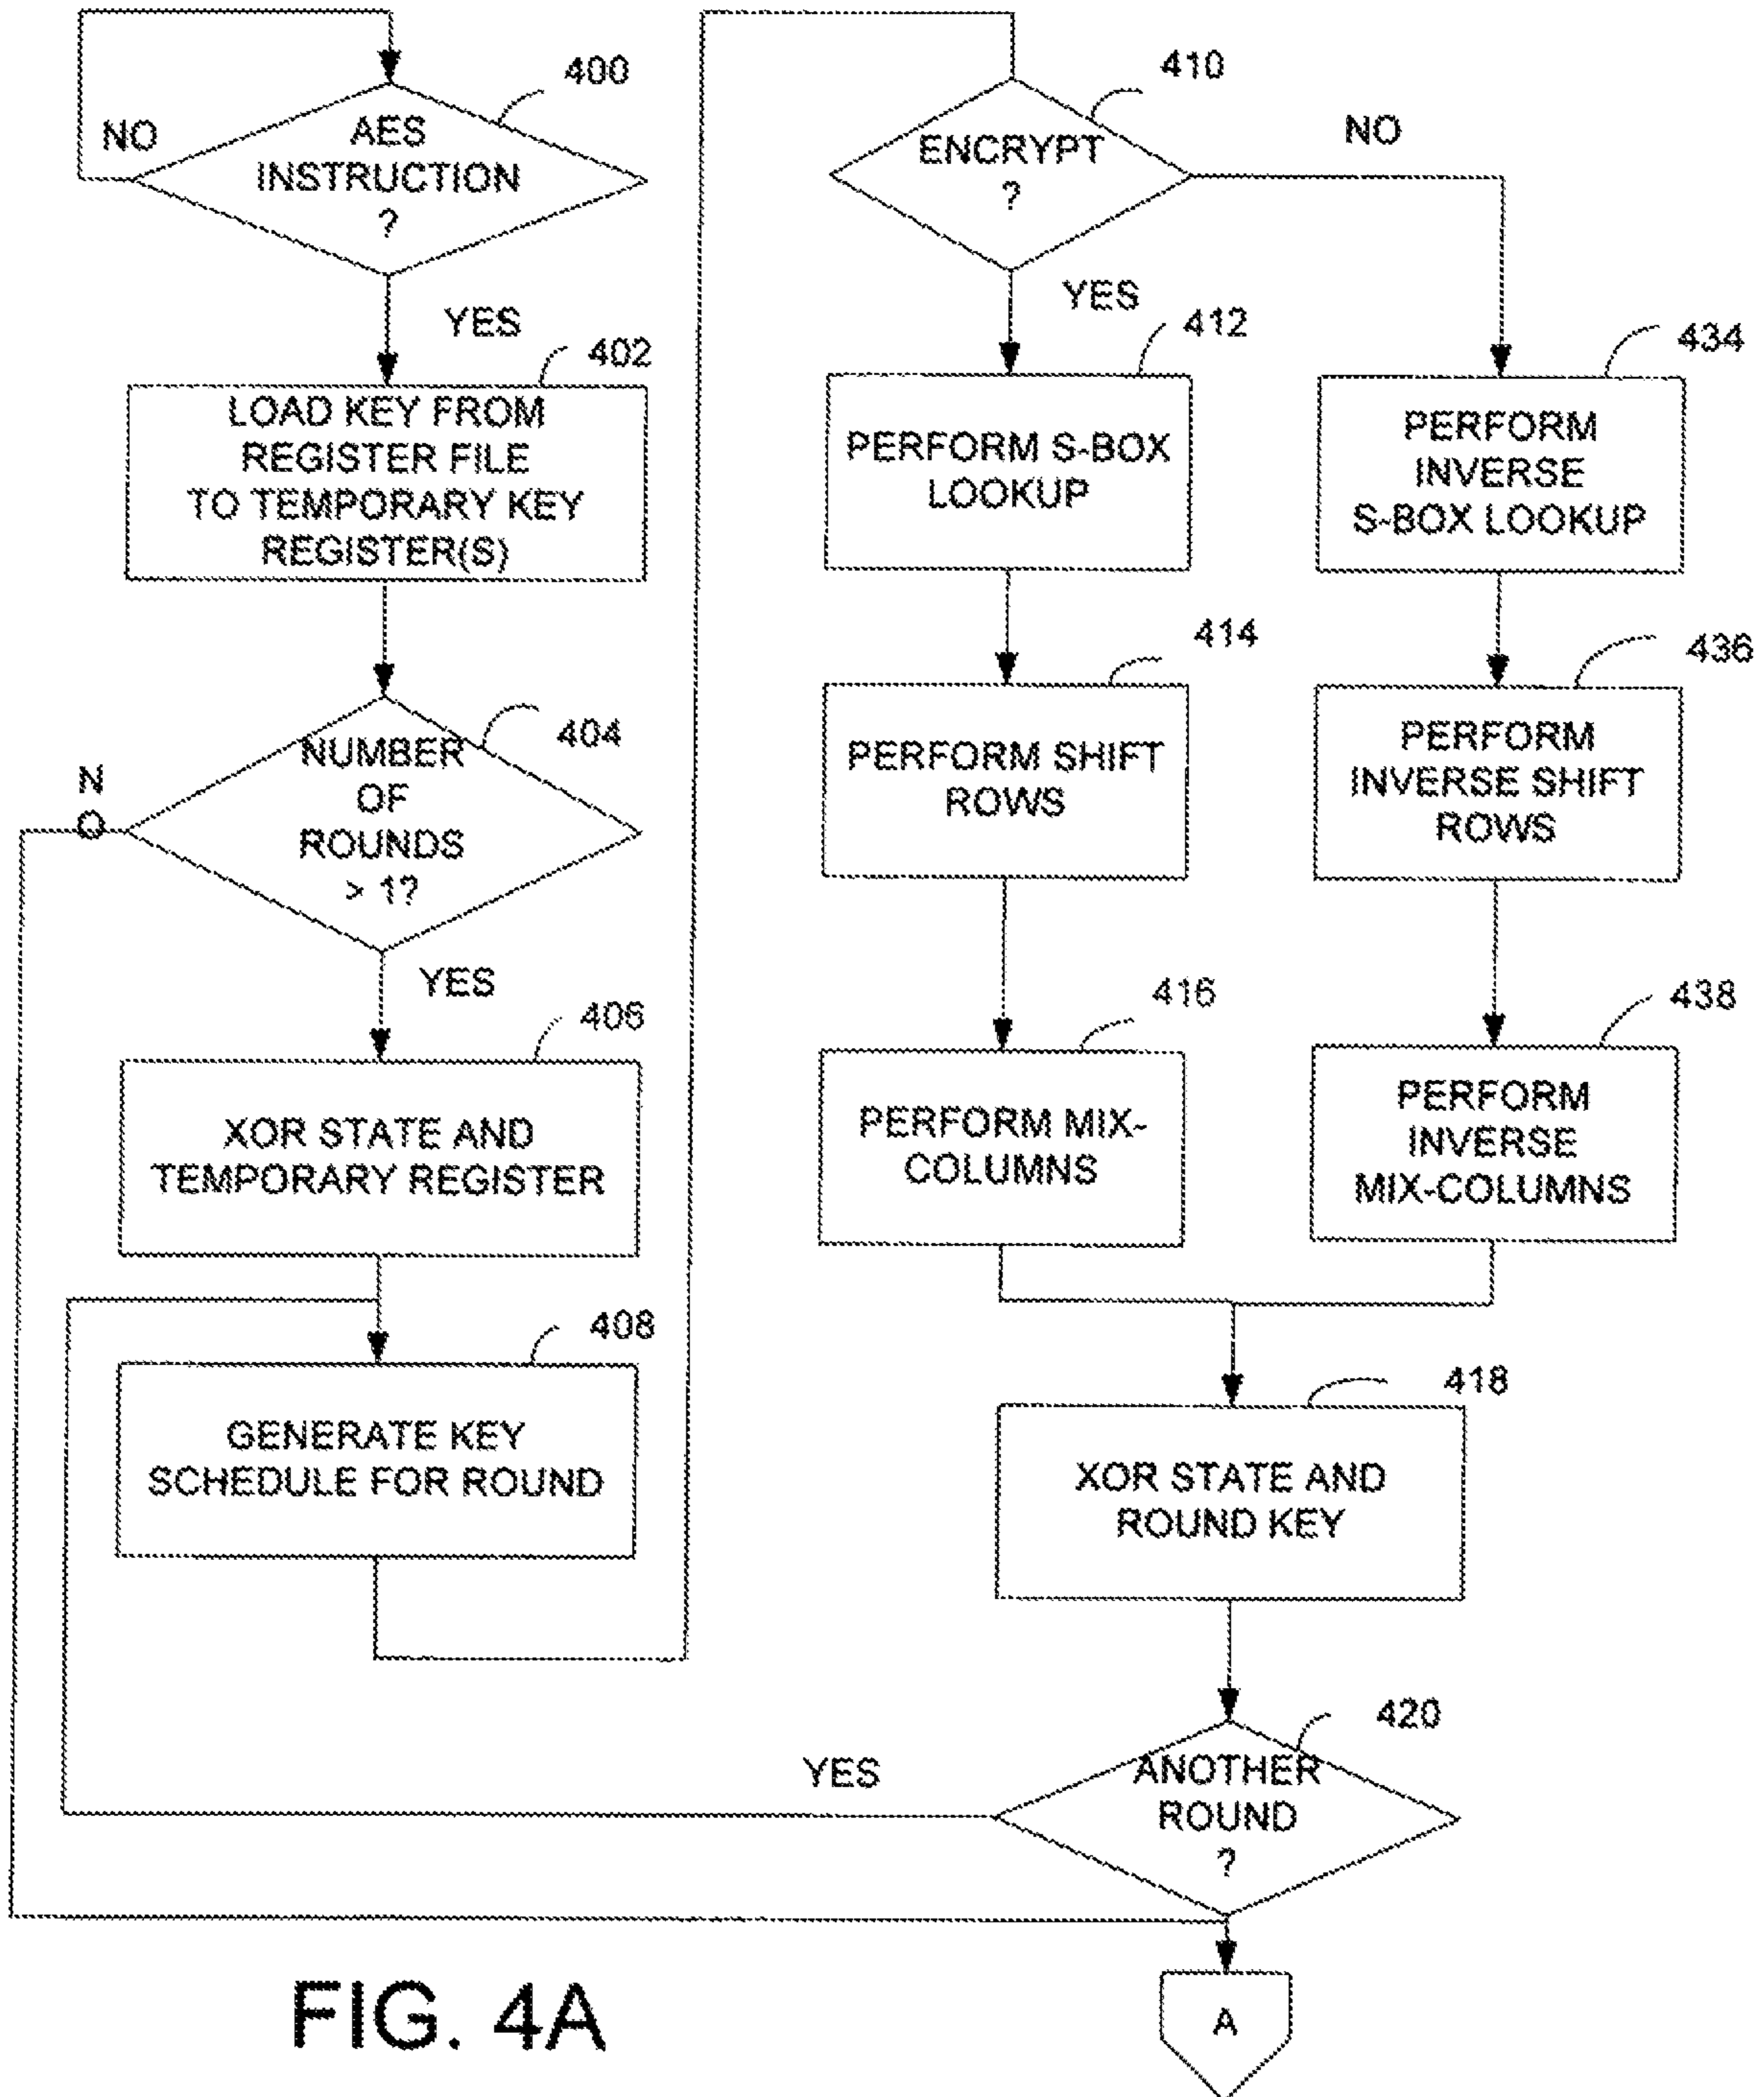 400
AES
INSTRUCTION
?
NO
YES
402
LOAD KEY FROM
REGISTER FILE
TO TEMPORARY KEY
REGISTER(S)
404
NUMBER
OF
ROUNDS
> 1?
N
O
YES
406
XOR STATE AND
TEMPORARY REGISTER
408
GENERATE KEY
SCHEDULE FOR ROUND
410
ENCRYPT
?
NO
YES
412
PERFORM S-BOX
LOOKUP
414
PERFORM SHIFT
ROWS
416
PERFORM MIX-
COLUMNS
434
PERFORM
INVERSE
S-BOX LOOKUP
436
PERFORM
INVERSE SHIFT
ROWS
438
PERFORM
INVERSE
MIX-COLUMNS
418
XOR STATE AND
ROUND KEY
420
ANOTHER
ROUND
?
YES
A
FIG. 4A